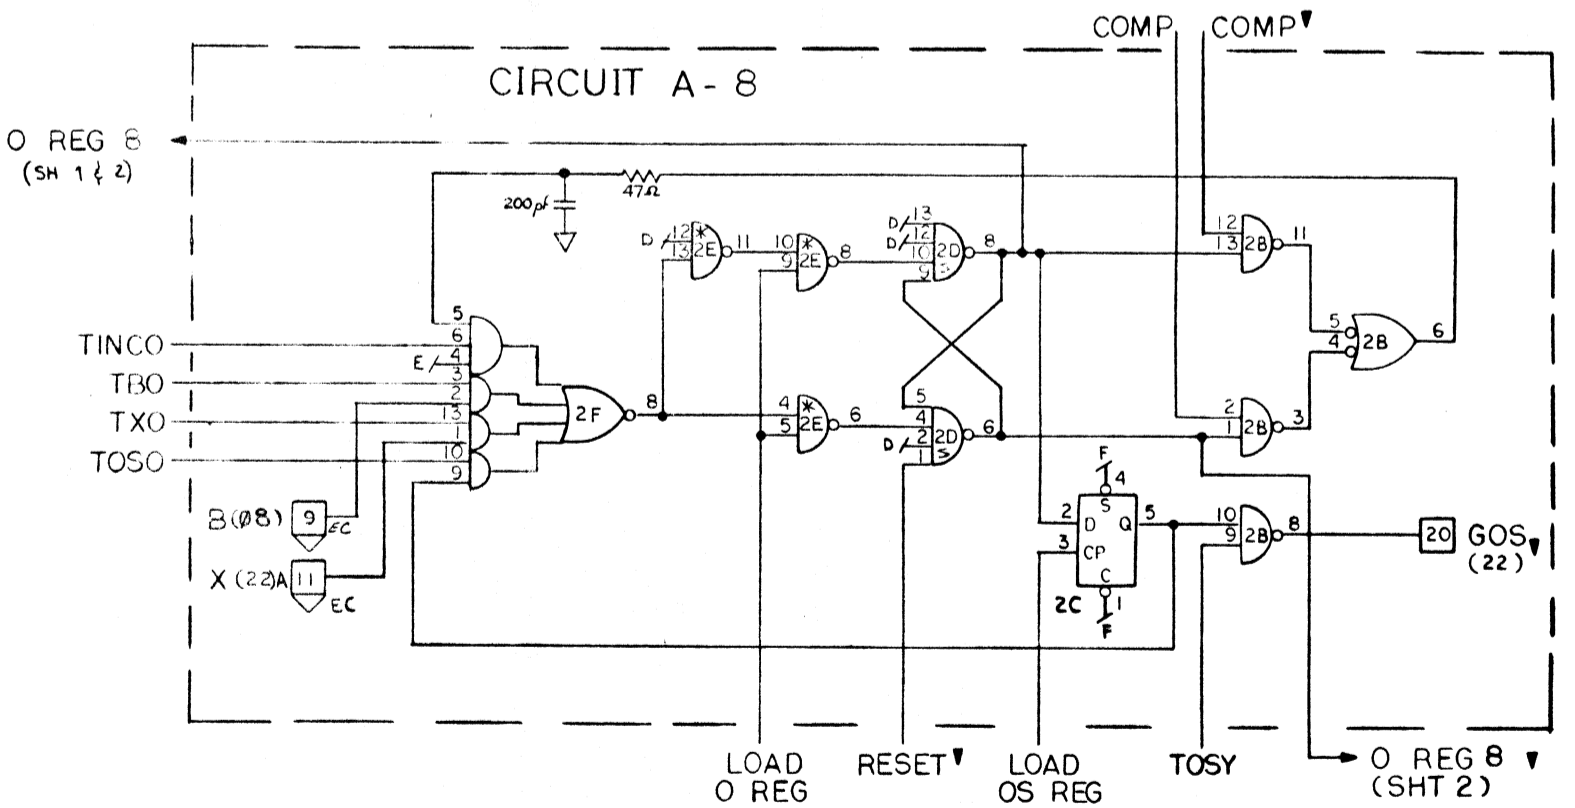 COMP COMP▼
CIRCUIT A-8
O REG 8
(SH 1 & 2)
47Ω
200pf
D 12
13
*
2E
11
10
9
*
2E
8
D 13
D 12
10
9
2D
8
12
13
2B
11
5
4
2B
6
TINCO
TBO
TXO
TOSO
5
6
E 4
3
2
13
1
10
9
2F
8
4
5
*
2E
6
5
4
D 2
1
2D
6
2
1
2B
3
B(Ø8) 9 EC
X(22)A 11 EC
F
4
S
2 D Q 5
3 CP
C
2C 1
F
10
9
2B
8
20 GOS▼
(22)
LOAD
O REG
RESET▼
LOAD
OS REG
TOSY
O REG 8 ▼
(SHT 2)